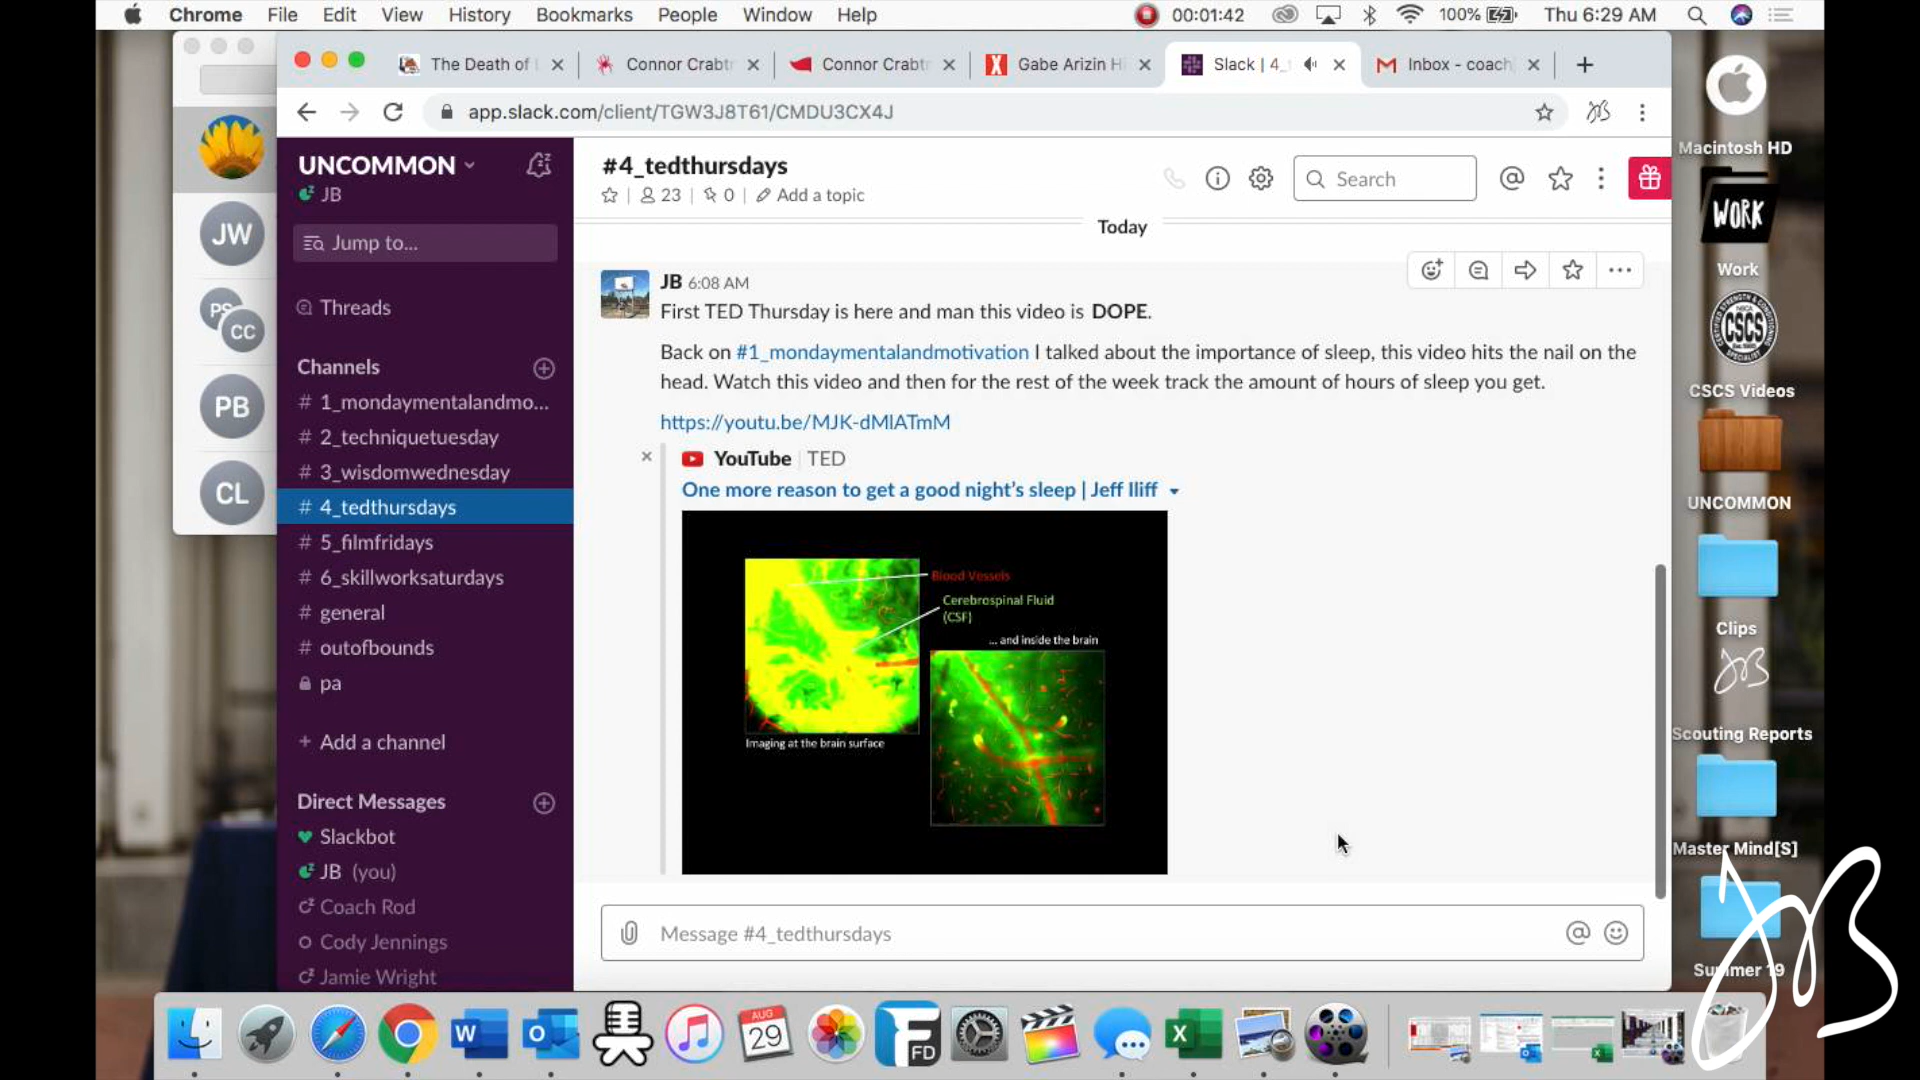 Chrome File Edit View History Bookmarks People Window Help 00:01:42 100% Thu 6:29 AM
The Death of Connor Crabt Connor Crabt Gabe Arizin H Slack | 4_ Inbox - coach
app.slack.com/client/TGW3J8T61/CMDU3CX4J
UNCOMMON
JB
Jump to...
Threads
Channels
# 1_mondaymentalandmo...
# 2_techniquetuesday
# 3_wisdomwednesday
# 4_tedthursdays
# 5_filmfridays
# 6_skillworksaturdays
# general
# outofbounds
pa
+ Add a channel
Direct Messages
Slackbot
JB (you)
Coach Rod
Cody Jennings
Jamie Wright
JW
PS
CC
PB
CL
#4_tedthursdays
23 | 0 | Add a topic
Search
Today
JB 6:08 AM
First TED Thursday is here and man this video is DOPE.
Back on #1_mondaymentalandmotivation I talked about the importance of sleep, this video hits the nail on the
head. Watch this video and then for the rest of the week track the amount of hours of sleep you get.
https://youtu.be/MJK-dMlATmM
YouTube | TED
One more reason to get a good night's sleep | Jeff Iliff
Blood Vessels
Cerebrospinal Fluid
(CSF)
... and inside the brain
Imaging at the brain surface
Message #4_tedthursdays
Macintosh HD
WORK
Work
CSCS
CSCS Videos
UNCOMMON
Clips
JB
Scouting Reports
Master Mind[S]
Summer 19
JB
W
O
AUG
29
F
FD
X